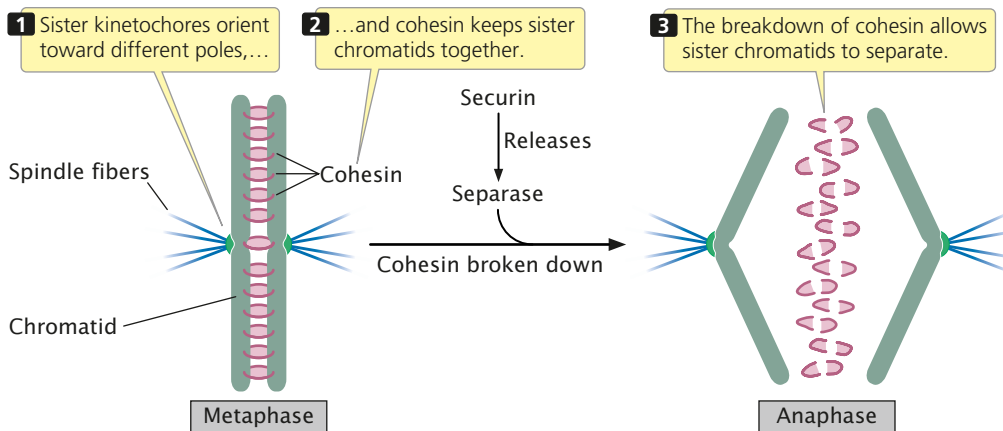 1 Sister kinetochores orient
toward different poles,…
2 …and cohesin keeps sister
chromatids together.
3 The breakdown of cohesin allows
sister chromatids to separate.
Securin
Releases
Separase
Spindle fibers
Cohesin
Cohesin broken down
Chromatid
Metaphase
Anaphase